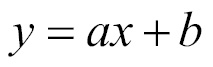 y = ax + b